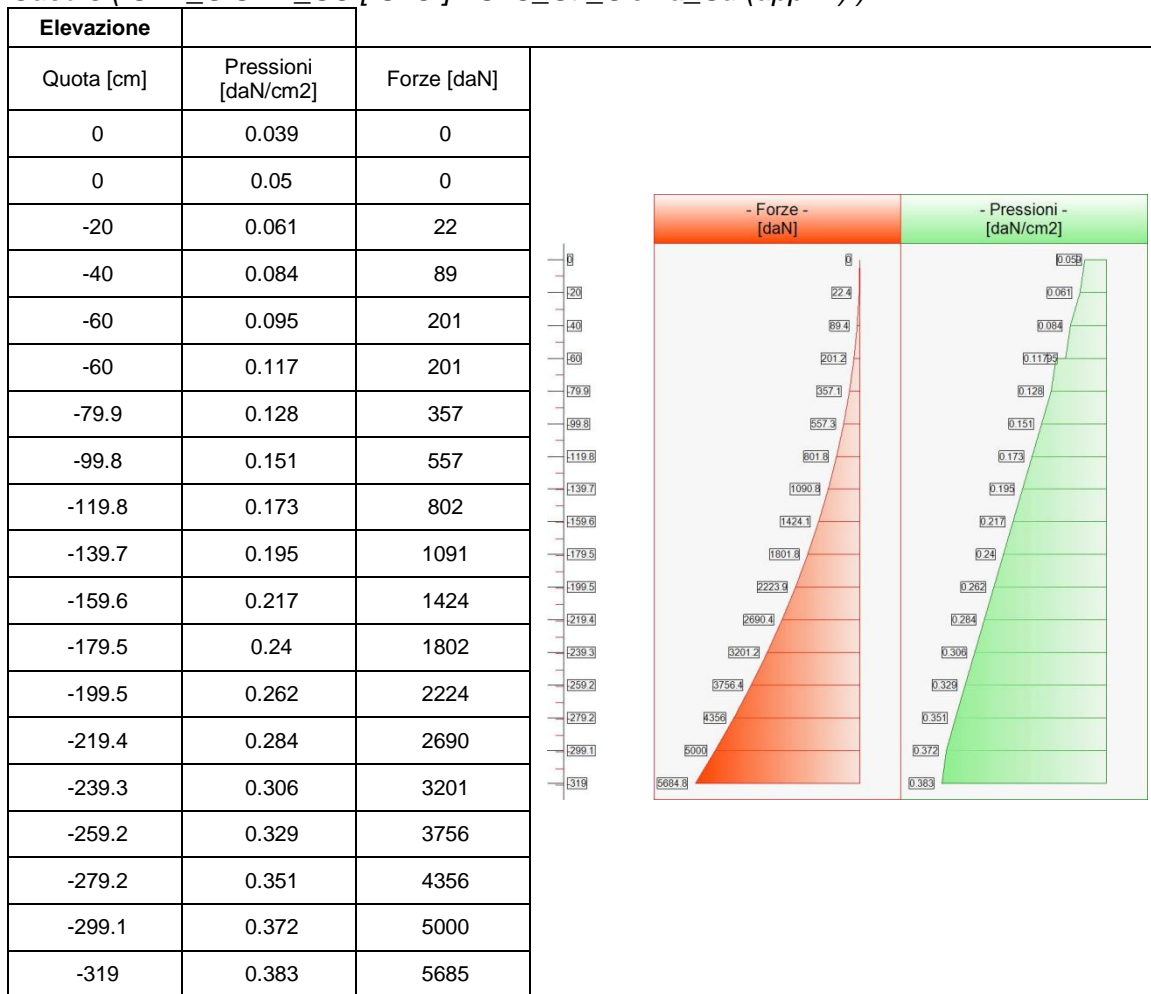 Elevazione
Quota [cm] Pressioni [daN/cm2] Forze [daN]
0 0.039 0
0 0.05 0
-20 0.061 22
-40 0.084 89
-60 0.095 201
-60 0.117 201
-79.9 0.128 357
-99.8 0.151 557
-119.8 0.173 802
-139.7 0.195 1091
-159.6 0.217 1424
-179.5 0.24 1802
-199.5 0.262 2224
-219.4 0.284 2690
-239.3 0.306 3201
-259.2 0.329 3756
-279.2 0.351 4356
-299.1 0.372 5000
-319 0.383 5685
- Forze - - Pressioni -
[daN] [daN/cm2]
0 0
-20 22.4 0.061
-40 89.4 0.084
-60 201.2
-79.9 357.1 0.128
-99.8 557.3 0.151
-119.8 801.8 0.173
-139.7 1090.8 0.195
-159.6 1424.1 0.217
-179.5 1801.8 0.24
-199.5 2223.9 0.262
-219.4 2690.4 0.284
-239.3 3201.2 0.306
-259.2 3756.4 0.329
-279.2 4356 0.351
-299.1 5000 0.372
-319 5684.8 0.383